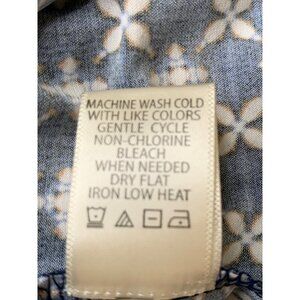 MACHINE WASH COLD
WITH LIKE COLORS
GENTLE CYCLE
NON-CHLORINE
BLEACH
WHEN NEEDED
DRY FLAT
IRON LOW HEAT